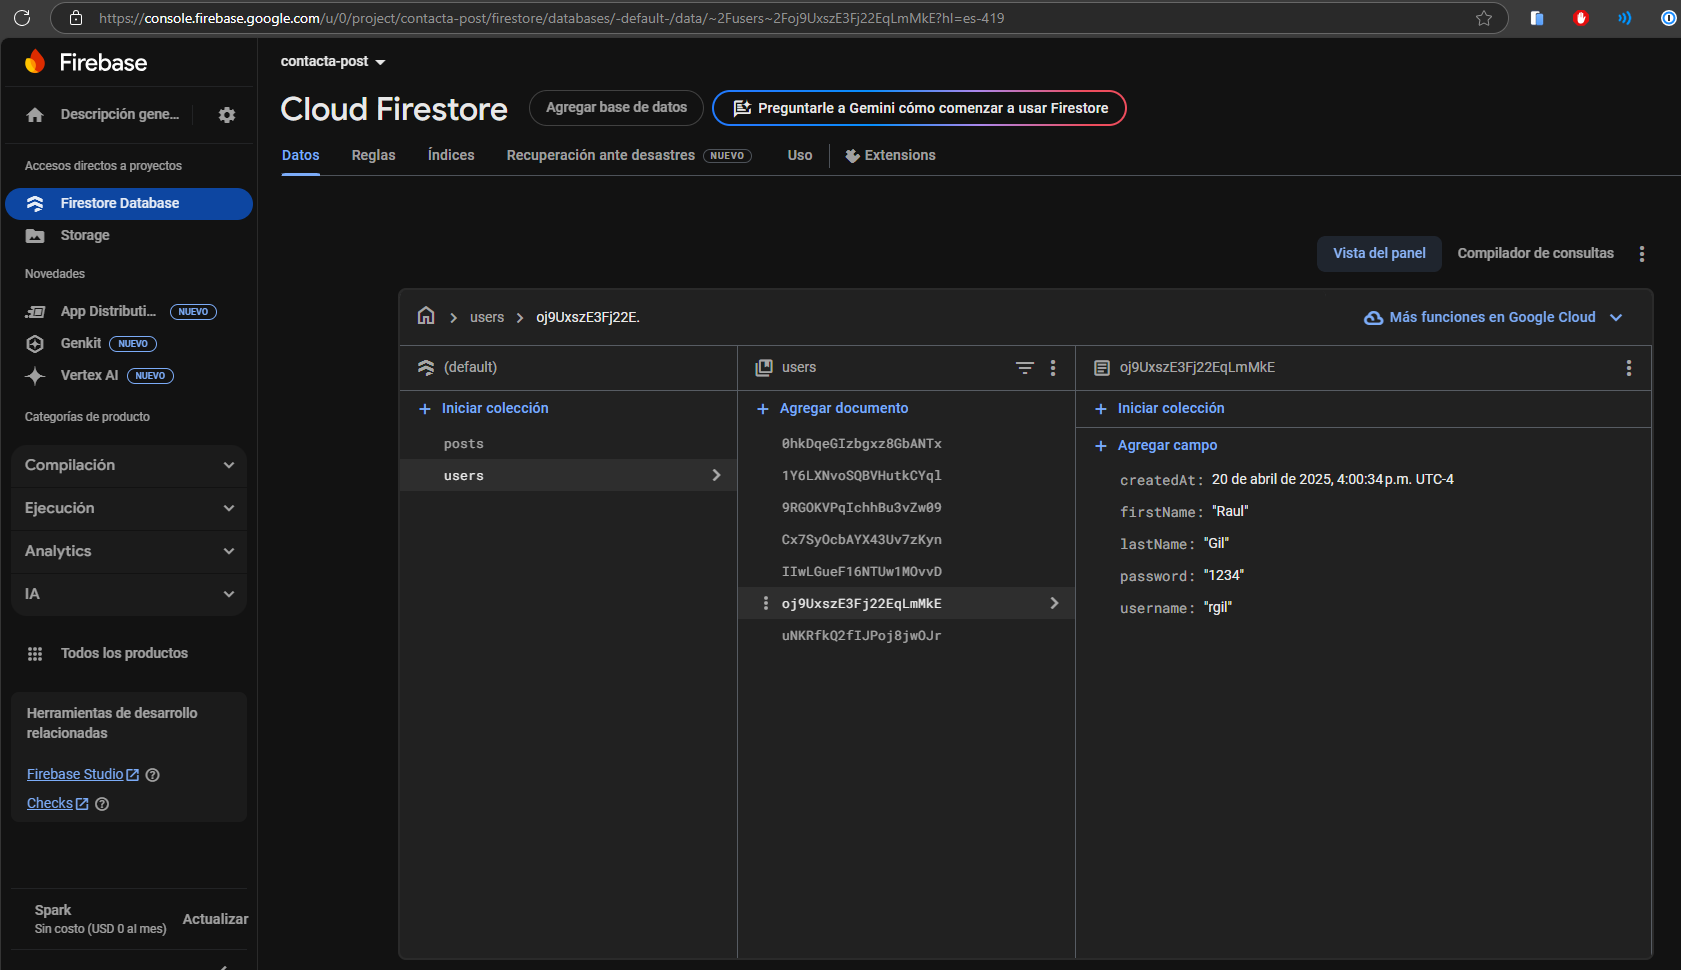 https://console.firebase.google.com/u/0/project/contacta-post/firestore/databases/-default-/data/~2Fusers~2Foj9UxszE3Fj22EqLmMkE?hl=es-419
Firebase
contacta-post
Descripción gene...
Cloud Firestore
Agregar base de datos
Preguntarle a Gemini cómo comenzar a usar Firestore
Datos
Reglas
Índices
Recuperación ante desastres NUEVO
Uso
Extensions
Accesos directos a proyectos
Firestore Database
Storage
Novedades
App Distributi... NUEVO
Genkit NUEVO
Vertex AI NUEVO
Categorías de producto
Compilación
Ejecución
Analytics
IA
Todos los productos
Herramientas de desarrollo
relacionadas
Firebase Studio
Checks
Spark
Sin costo (USD 0 al mes)
Actualizar
Vista del panel
Compilador de consultas
users
oj9UxszE3Fj22E.
Más funciones en Google Cloud
(default)
+ Iniciar colección
posts
users
users
+ Agregar documento
0hkDqeGIzbgxz8GbANTx
1Y6LXNvoSQBVHutkCYql
9RGOKVPqIchhBu3vZw09
Cx7SyOcbAYX43Uv7zKyn
IIwLGueF16NTUw1MOvvD
oj9UxszE3Fj22EqLmMkE
uNKRfkQ2fIJPoj8jwOJr
oj9UxszE3Fj22EqLmMkE
+ Iniciar colección
+ Agregar campo
createdAt: 20 de abril de 2025, 4:00:34 p.m. UTC-4
firstName: "Raul"
lastName: "Gil"
password: "1234"
username: "rgil"